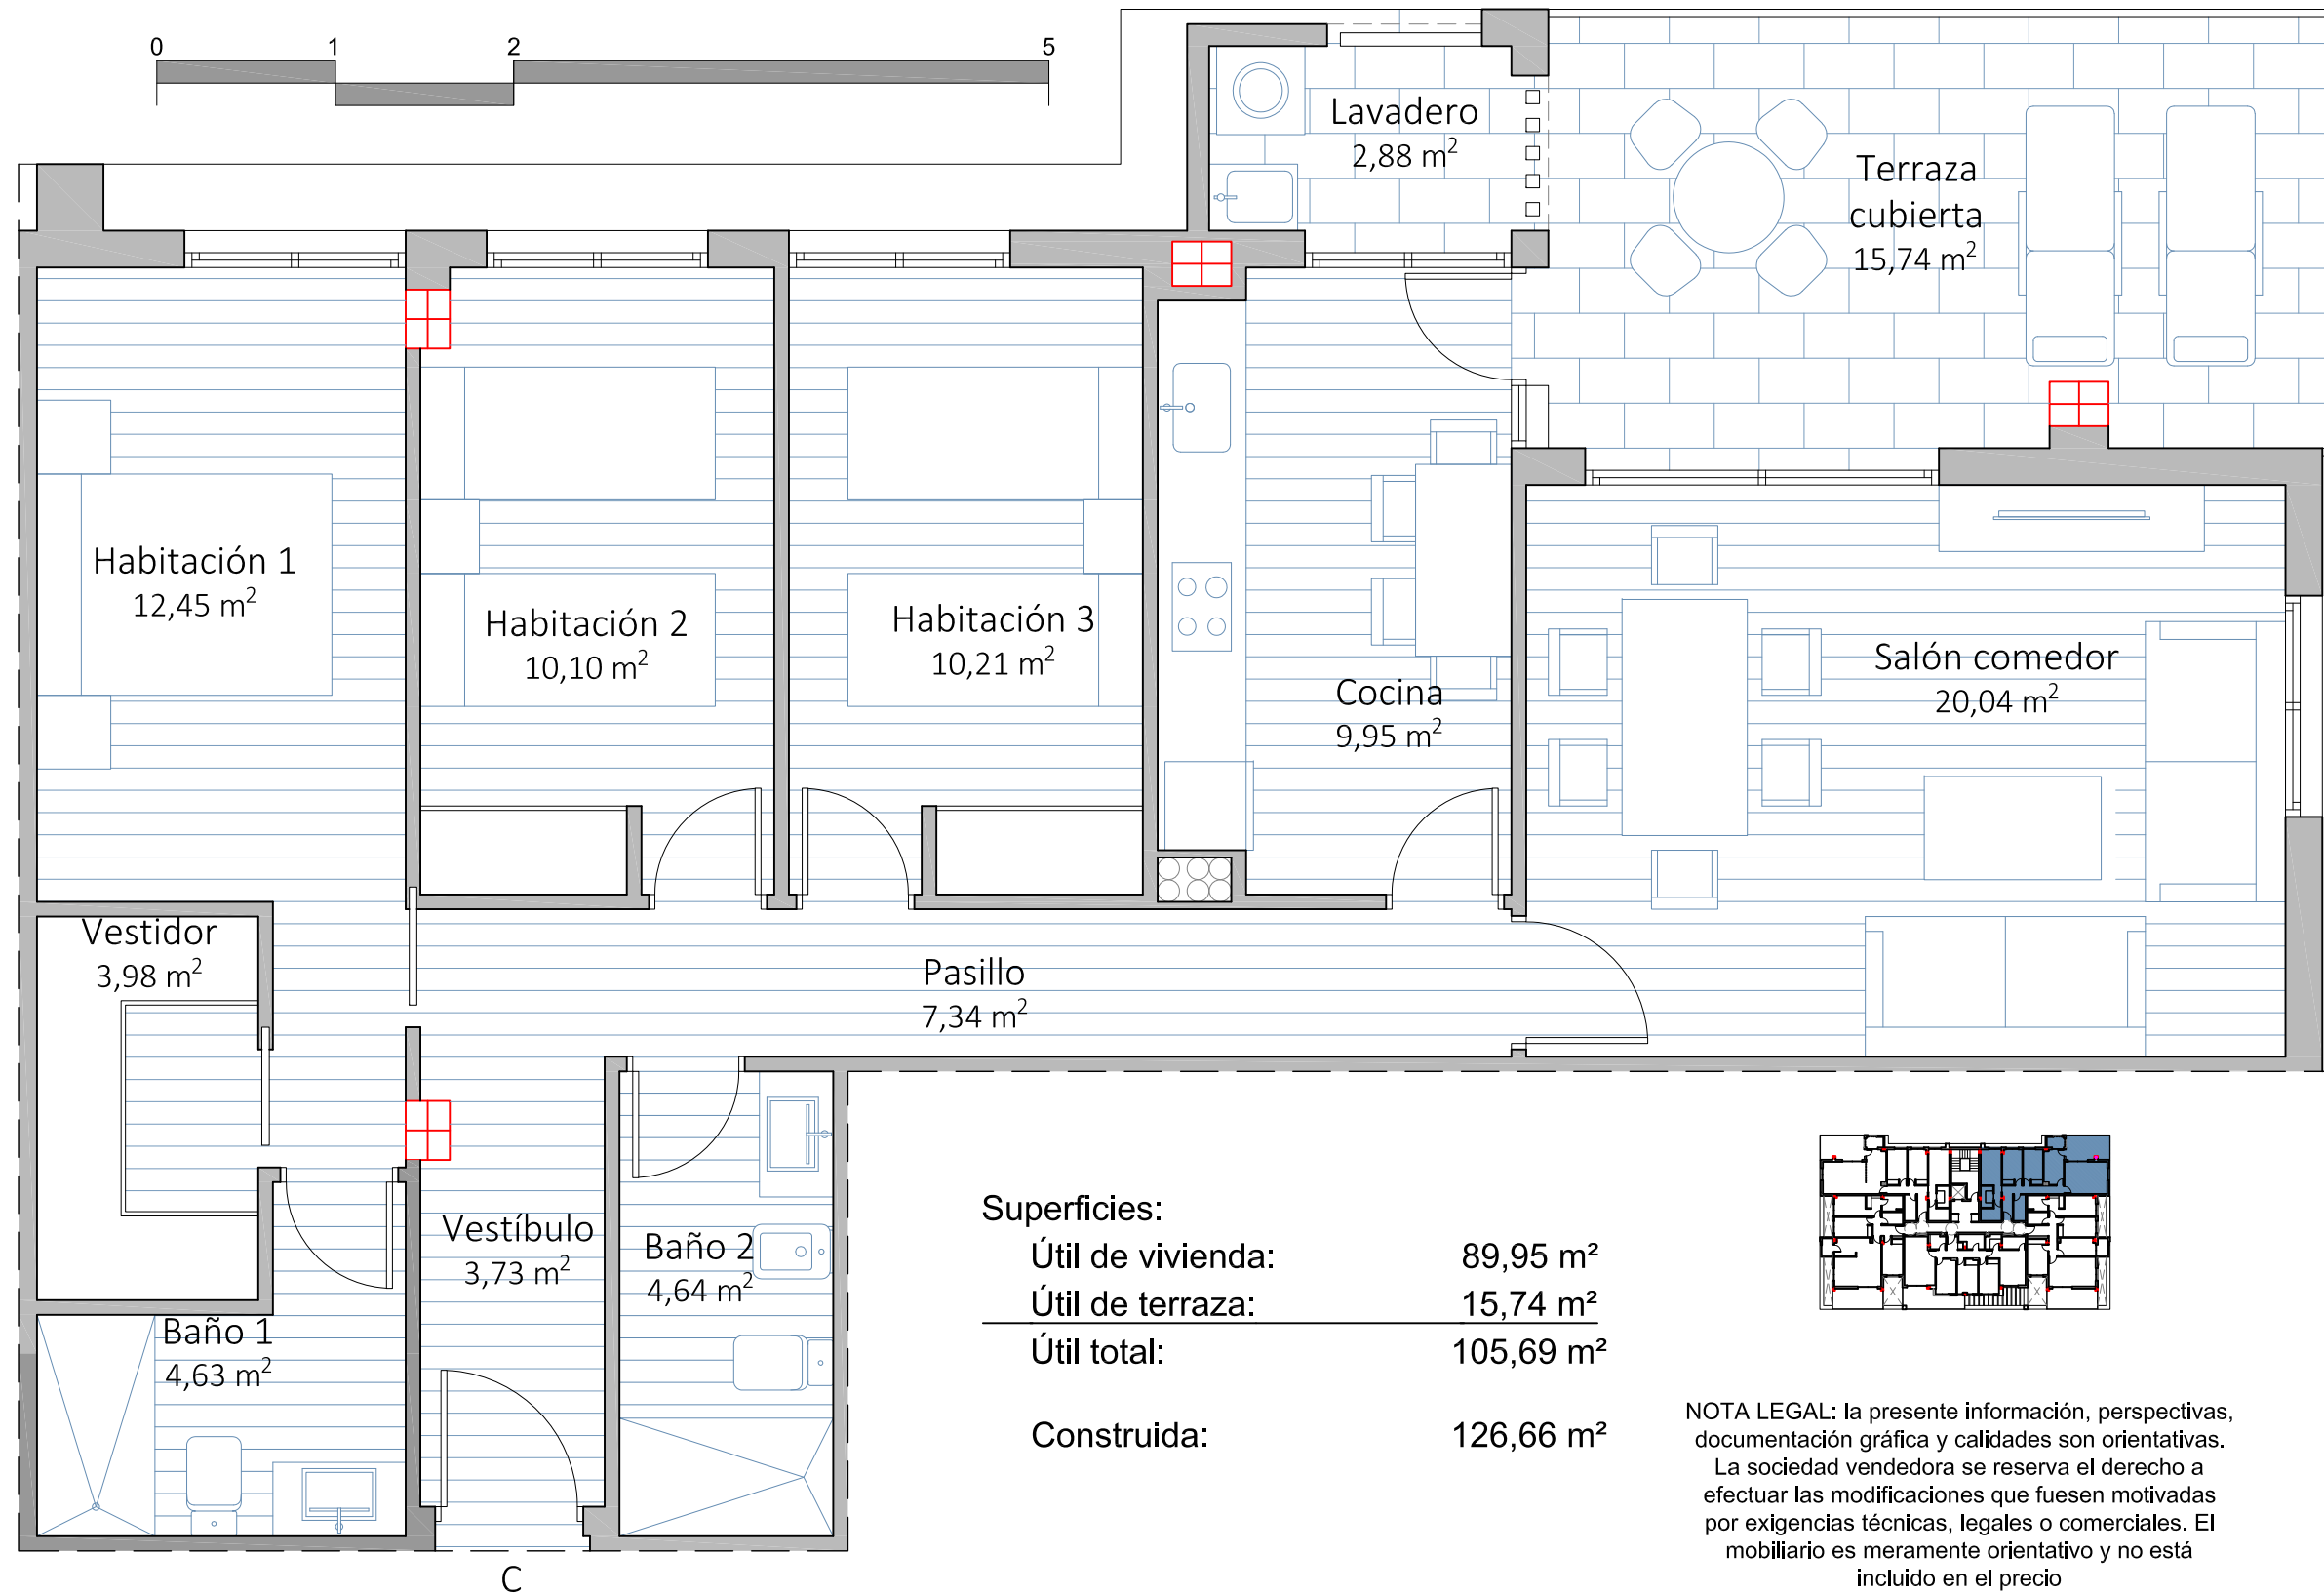 0 1 2 5
Lavadero
2,88 m²
Terraza
cubierta
15,74 m²
Habitación 1
12,45 m²
Habitación 2
10,10 m²
Habitación 3
10,21 m²
Cocina
9,95 m²
Salón comedor
20,04 m²
Vestidor
3,98 m²
Pasillo
7,34 m²
Vestíbulo
3,73 m²
Baño 2
4,64 m²
Baño 1
4,63 m²
C
Superficies:
Útil de vivienda: 89,95 m²
Útil de terraza: 15,74 m²
Útil total: 105,69 m²
Construida: 126,66 m²
NOTA LEGAL: la presente información, perspectivas,
documentación gráfica y calidades son orientativas.
La sociedad vendedora se reserva el derecho a
efectuar las modificaciones que fuesen motivadas
por exigencias técnicas, legales o comerciales. El
mobiliario es meramente orientativo y no está
incluido en el precio